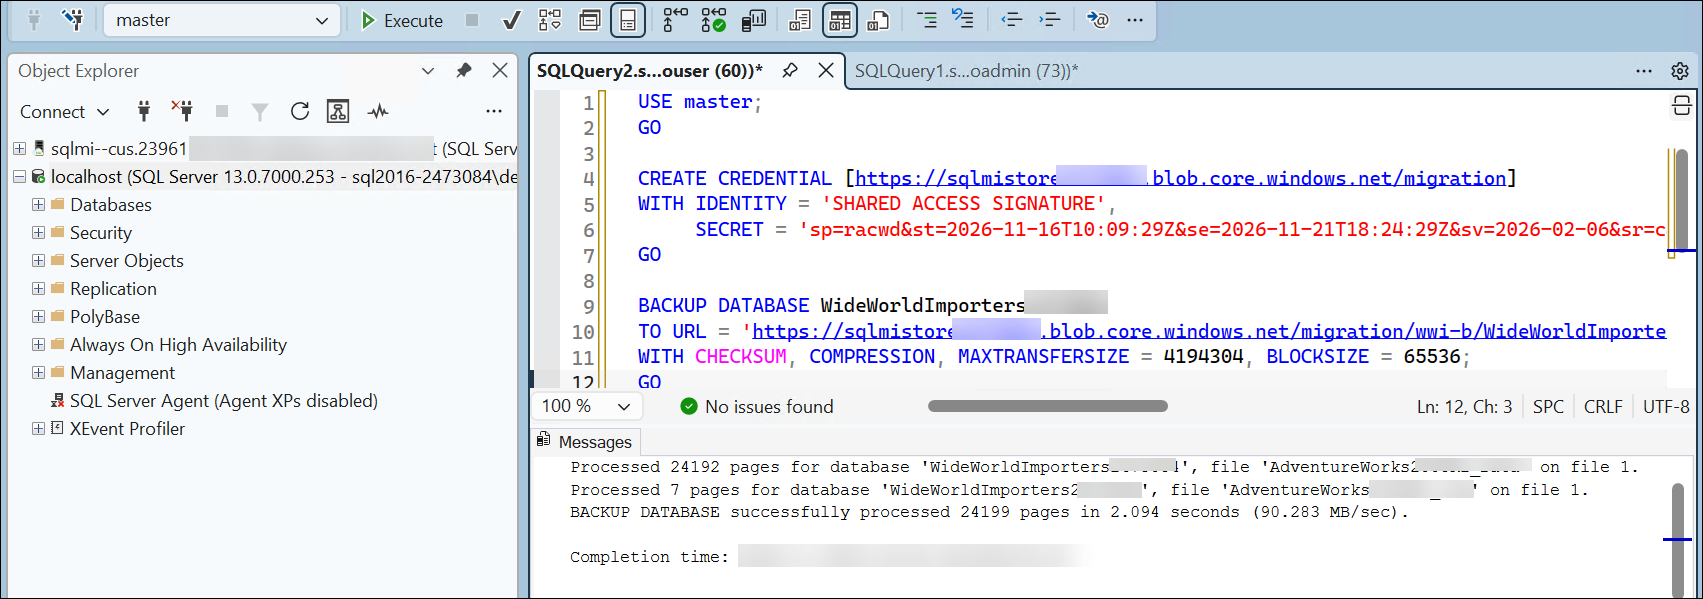 master
Execute
Object Explorer
Connect
sqlmi--cus.23961 t (SQL Serv
localhost (SQL Server 13.0.7000.253 - sql2016-2473084\de
Databases
Security
Server Objects
Replication
PolyBase
Always On High Availability
Management
SQL Server Agent (Agent XPs disabled)
XEvent Profiler
SQLQuery2.s...ouser (60))*
SQLQuery1.s...oadmin (73))*
1 USE master;
2 GO
3
4 CREATE CREDENTIAL [https://sqlmistore .blob.core.windows.net/migration]
5 WITH IDENTITY = 'SHARED ACCESS SIGNATURE',
6 SECRET = 'sp=racwd&st=2026-11-16T10:09:29Z&se=2026-11-21T18:24:29Z&sv=2026-02-06&sr=c
7 GO
8
9 BACKUP DATABASE WideWorldImporters
10 TO URL = 'https://sqlmistore .blob.core.windows.net/migration/wwi-b/WideWorldImporte
11 WITH CHECKSUM, COMPRESSION, MAXTRANSFERSIZE = 4194304, BLOCKSIZE = 65536;
12 GO
100 %
No issues found
Ln: 12, Ch: 3
SPC
CRLF
UTF-8
Messages
Processed 24192 pages for database 'WideWorldImporters ', file 'AdventureWorks on file 1.
Processed 7 pages for database 'WideWorldImporters2 ', file 'AdventureWorks ' on file 1.
BACKUP DATABASE successfully processed 24199 pages in 2.094 seconds (90.283 MB/sec).
Completion time: